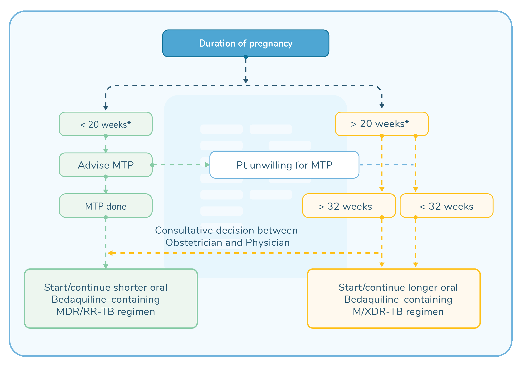 Duration of pregnancy
< 20 weeks*
> 20 weeks*
Advise MTP
Pt unwilling for MTP
MTP done
> 32 weeks
< 32 weeks
Consultative decision between
Obstetrician and Physician
Start/continue shorter oral
Bedaquiline-containing
MDR/RR-TB regimen
Start/continue longer oral
Bedaquiline-containing
M/XDR-TB regimen